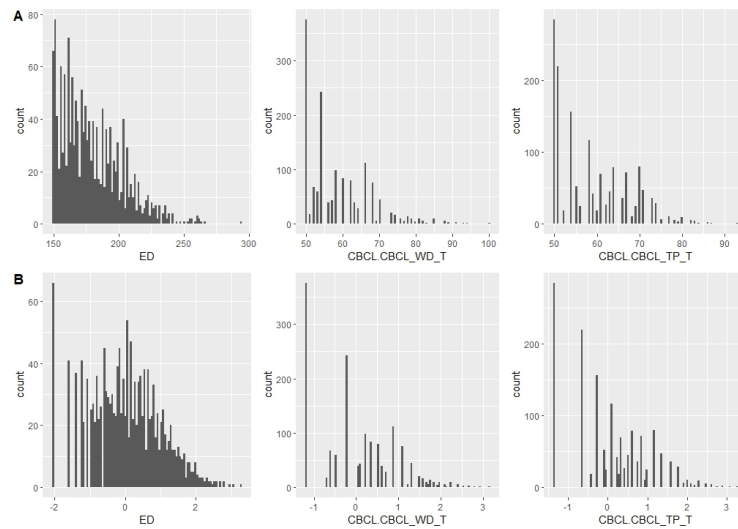 A
80
60
40
20
0
count
150 200 250 300
ED
300
200
100
0
count
50 60 70 80 90 100
CBCL.CBCL_WD_T
200
100
0
count
50 60 70 80 90
CBCL.CBCL_TP_T
B
60
40
20
0
count
-2 0 2
ED
300
200
100
0
count
-1 0 1 2 3
CBCL.CBCL_WD_T
200
100
0
count
-1 0 1 2 3
CBCL.CBCL_TP_T